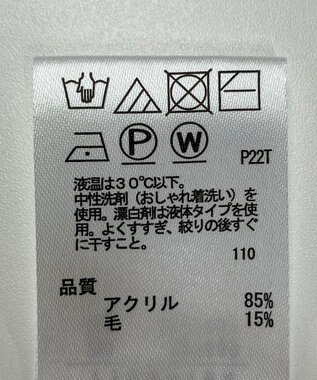 P W
P22T
液温は30℃以下。
中性洗剤（おしゃれ着洗い）を
使用。漂白剤は液体タイプを使
用。よくすすぎ、絞りの後すぐ
に干すこと。
110
品質
アクリル 85%
毛 15%